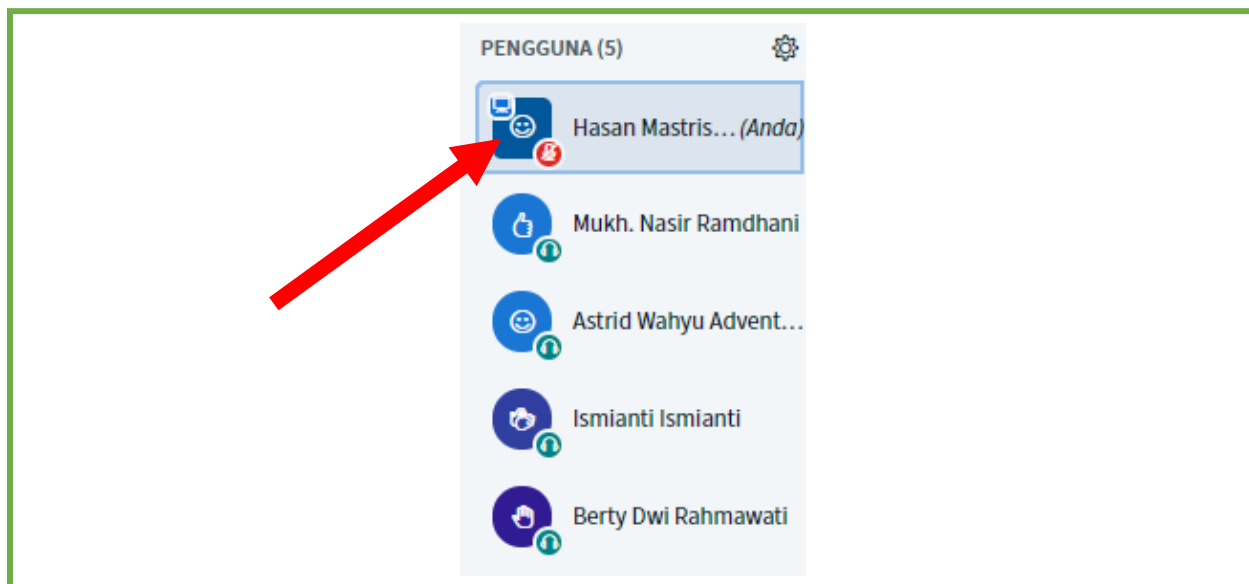 PENGGUNA (5)
Hasan Mastris... (Anda)
Mukh. Nasir Ramdhani
Astrid Wahyu Advent...
Ismianti Ismianti
Berty Dwi Rahmawati